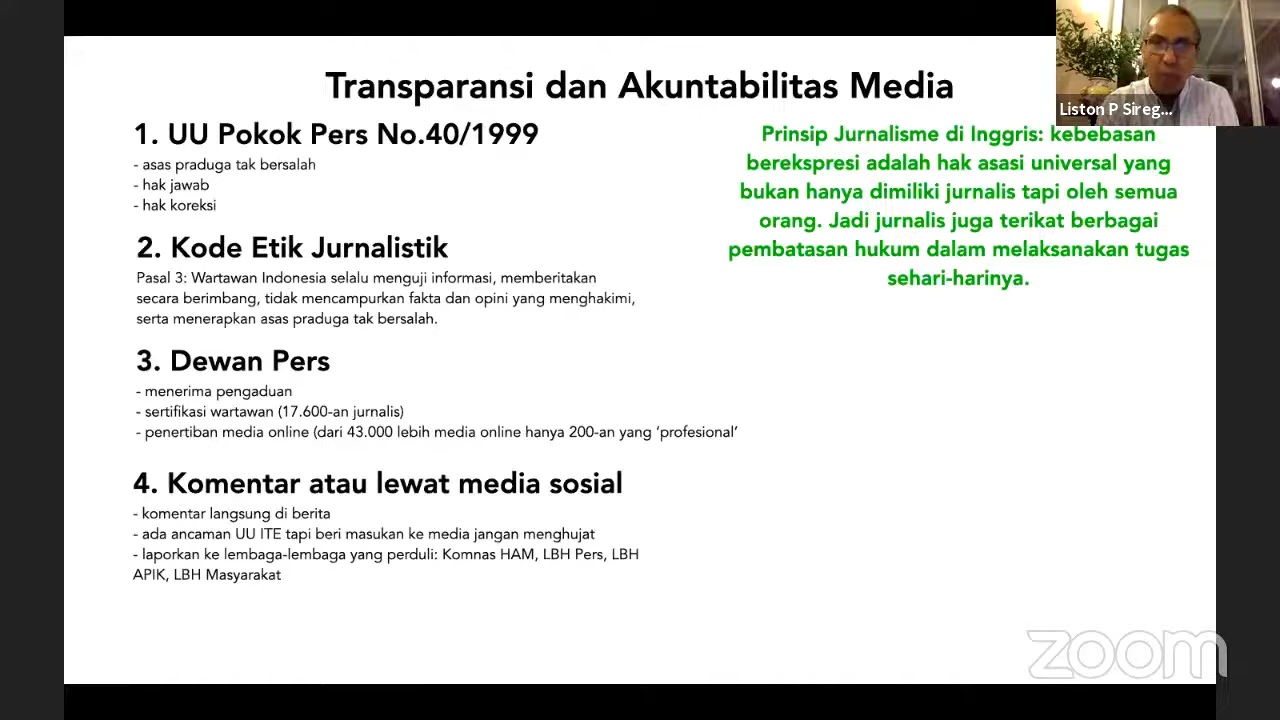 Transparansi dan Akuntabilitas Media
1. UU Pokok Pers No.40/1999
- asas praduga tak bersalah
- hak jawab
- hak koreksi
2. Kode Etik Jurnalistik
Pasal 3: Wartawan Indonesia selalu menguji informasi, memberitakan
secara berimbang, tidak mencampurkan fakta dan opini yang menghakimi,
serta menerapkan asas praduga tak bersalah.
3. Dewan Pers
- menerima pengaduan
- sertifikasi wartawan (17.600-an jurnalis)
- penertiban media online (dari 43.000 lebih media online hanya 200-an yang ‘profesional’
4. Komentar atau lewat media sosial
- komentar langsung di berita
- ada ancaman UU ITE tapi beri masukan ke media jangan menghujat
- laporkan ke lembaga-lembaga yang perduli: Komnas HAM, LBH Pers, LBH
APIK, LBH Masyarakat
Prinsip Jurnalisme di Inggris: kebebasan
berekspresi adalah hak asasi universal yang
bukan hanya dimiliki jurnalis tapi oleh semua
orang. Jadi jurnalis juga terikat berbagai
pembatasan hukum dalam melaksanakan tugas
sehari-harinya.
Liston P Sireg...
zoom